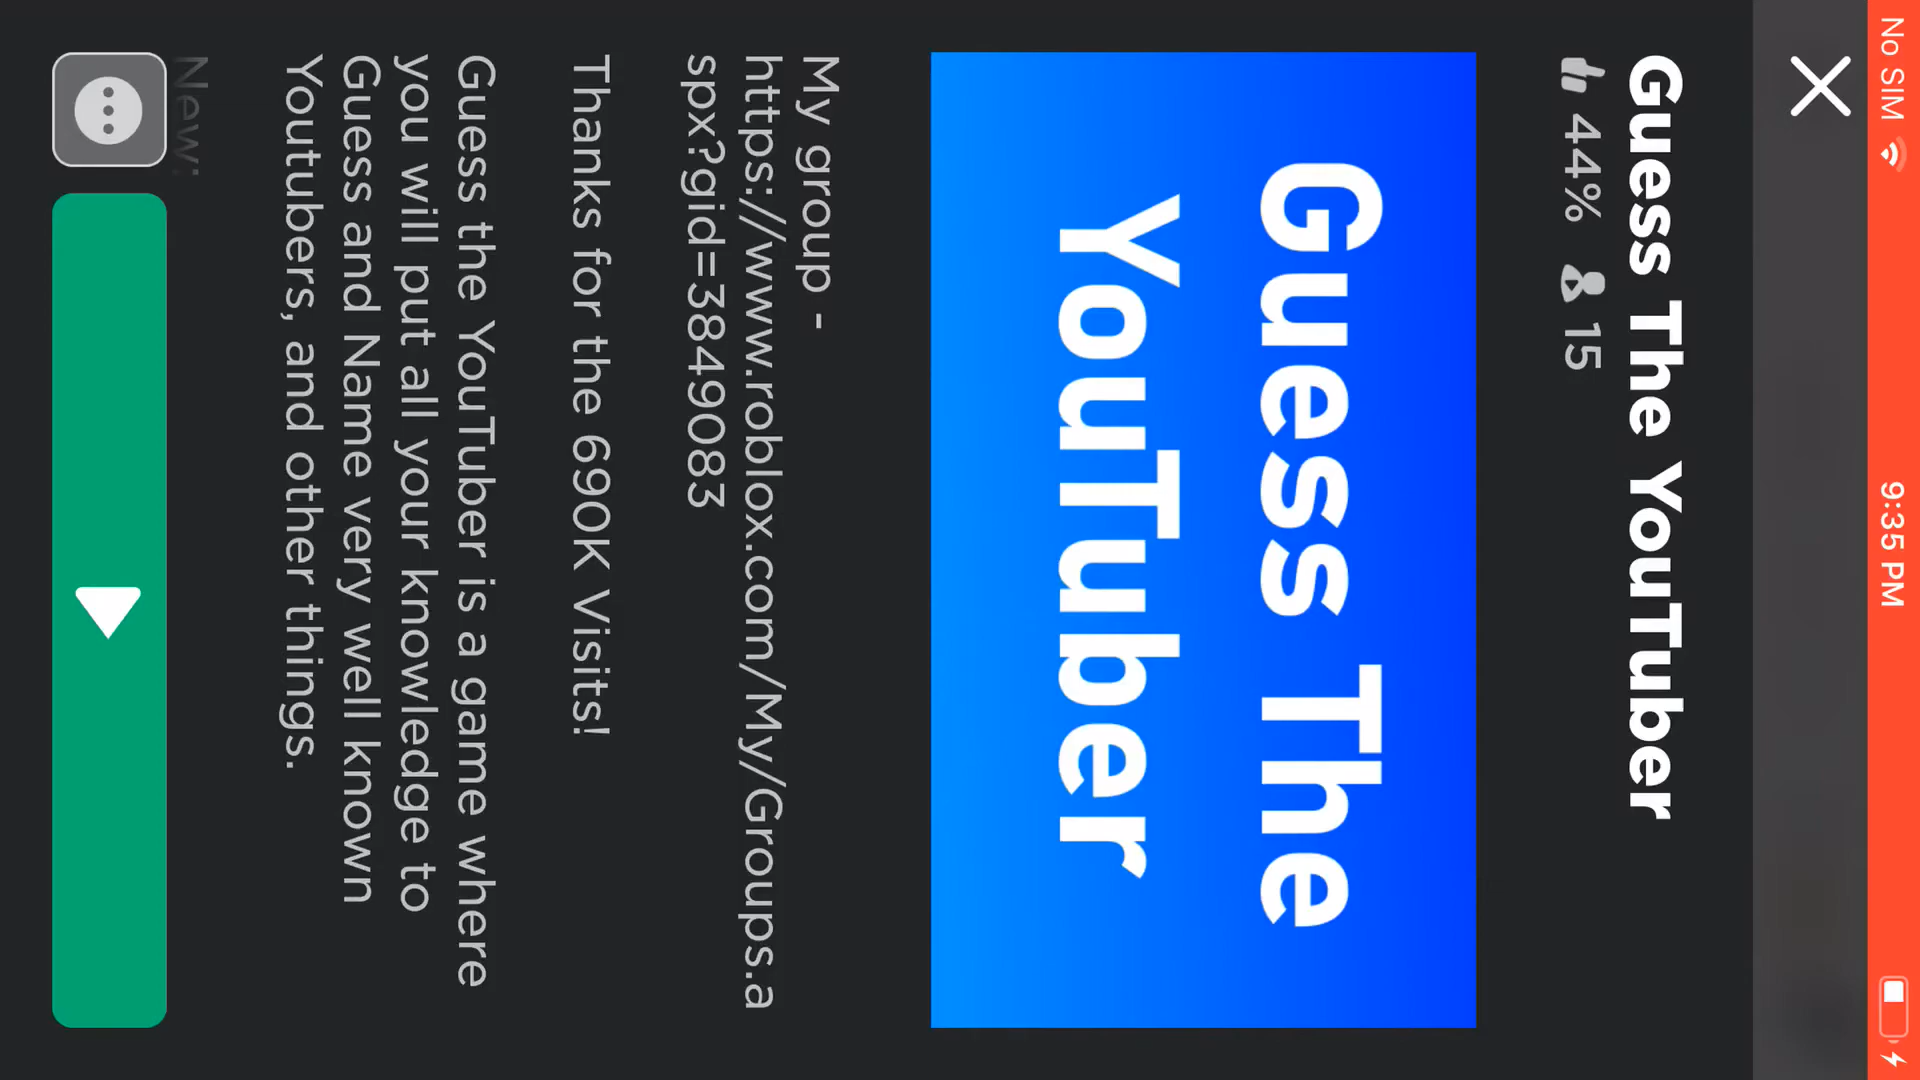 No SIM 9:35 PM
Guess The YouTuber
44% 15
Guess The
YouTuber
My group -
https://www.roblox.com/My/Groups.a
spx?gid=3849083
Thanks for the 690K Visits!
Guess the YouTuber is a game where
you will put all your knowledge to
Guess and Name very well known
Youtubers, and other things.
New: